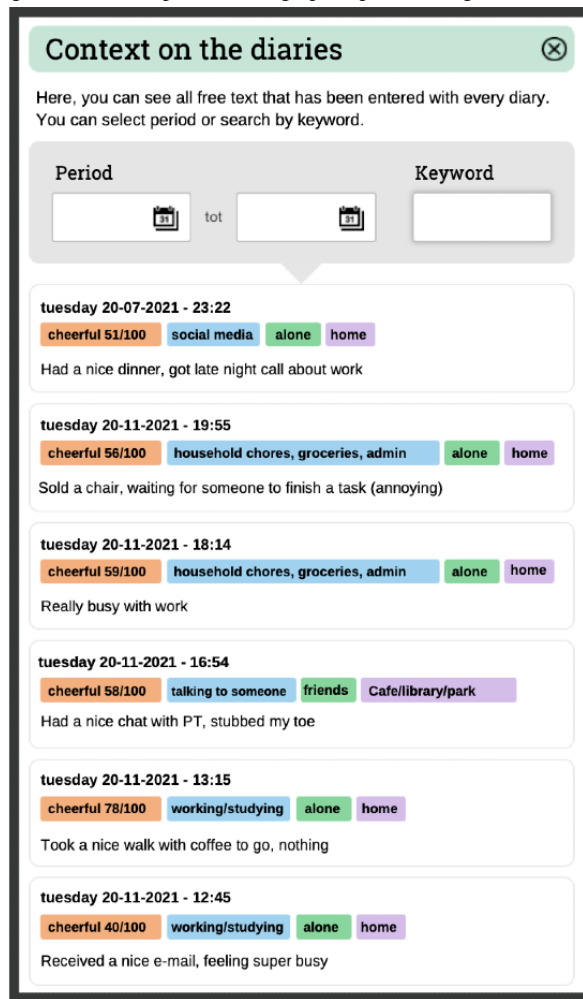 Context on the diaries
Here, you can see all free text that has been entered with every diary.
You can select period or search by keyword.
Period
Keyword
31
tot
31
tuesday 20-07-2021 - 23:22
cheerful 51/100 social media alone home
Had a nice dinner, got late night call about work
tuesday 20-11-2021 - 19:55
cheerful 56/100 household chores, groceries, admin alone home
Sold a chair, waiting for someone to finish a task (annoying)
tuesday 20-11-2021 - 18:14
cheerful 59/100 household chores, groceries, admin alone home
Really busy with work
tuesday 20-11-2021 - 16:54
cheerful 58/100 talking to someone friends Cafe/library/park
Had a nice chat with PT, stubbed my toe
tuesday 20-11-2021 - 13:15
cheerful 78/100 working/studying alone home
Took a nice walk with coffee to go, nothing
tuesday 20-11-2021 - 12:45
cheerful 40/100 working/studying alone home
Received a nice e-mail, feeling super busy